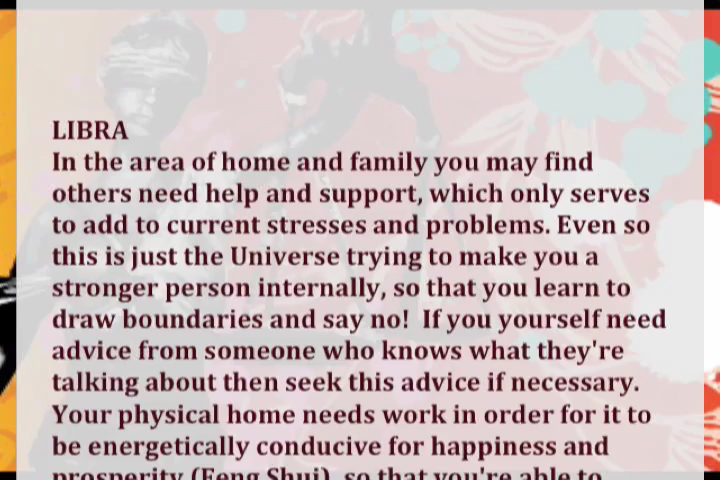 LIBRA
In the area of home and family you may find
others need help and support, which only serves
to add to current stresses and problems. Even so
this is just the Universe trying to make you a
stronger person internally, so that you learn to
draw boundaries and say no!  If you yourself need
advice from someone who knows what they're
talking about then seek this advice if necessary.
Your physical home needs work in order for it to
be energetically conducive for happiness and
prosperity (Feng Shui), so that you're able to